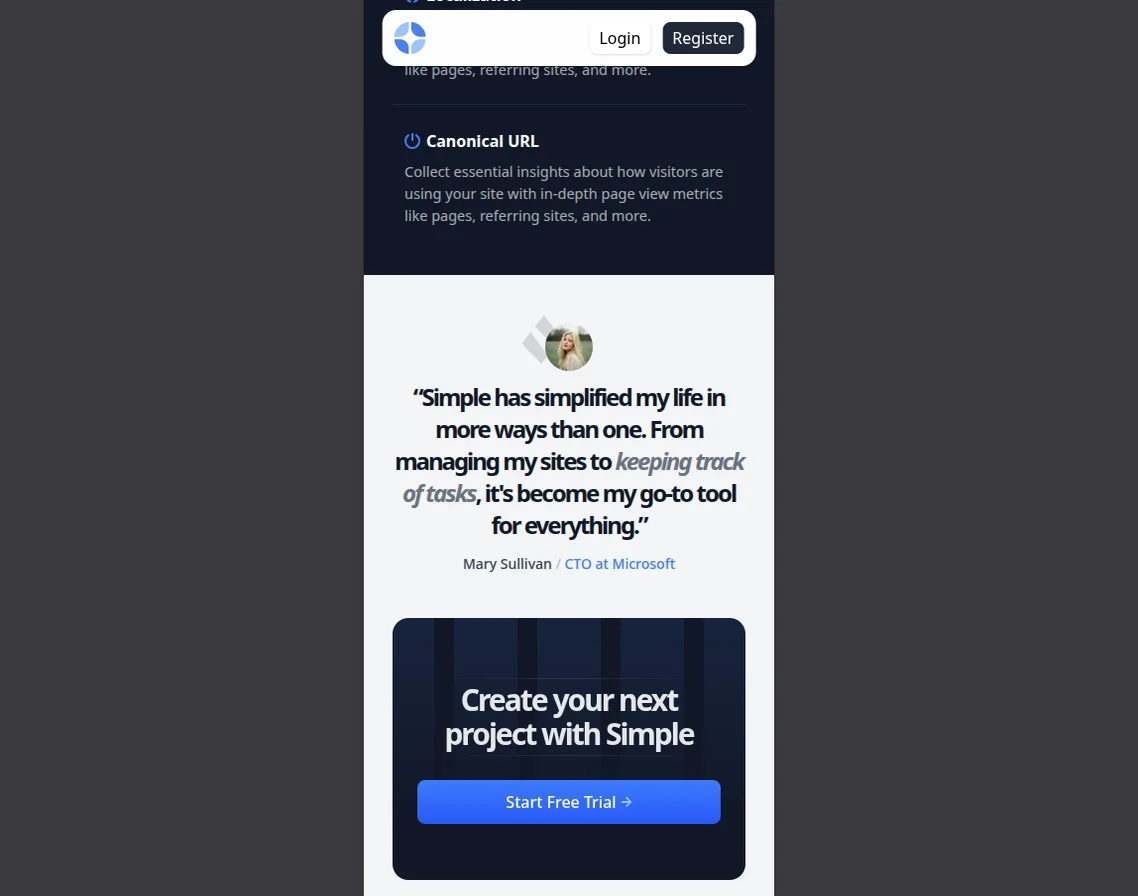 Login
Register
like pages, referring sites, and more.
Canonical URL
Collect essential insights about how visitors are
using your site with in-depth page view metrics
like pages, referring sites, and more.
“Simple has simplified my life in
more ways than one. From
managing my sites to keeping track
of tasks, it's become my go-to tool
for everything.”
Mary Sullivan / CTO at Microsoft
Create your next
project with Simple
Start Free Trial →